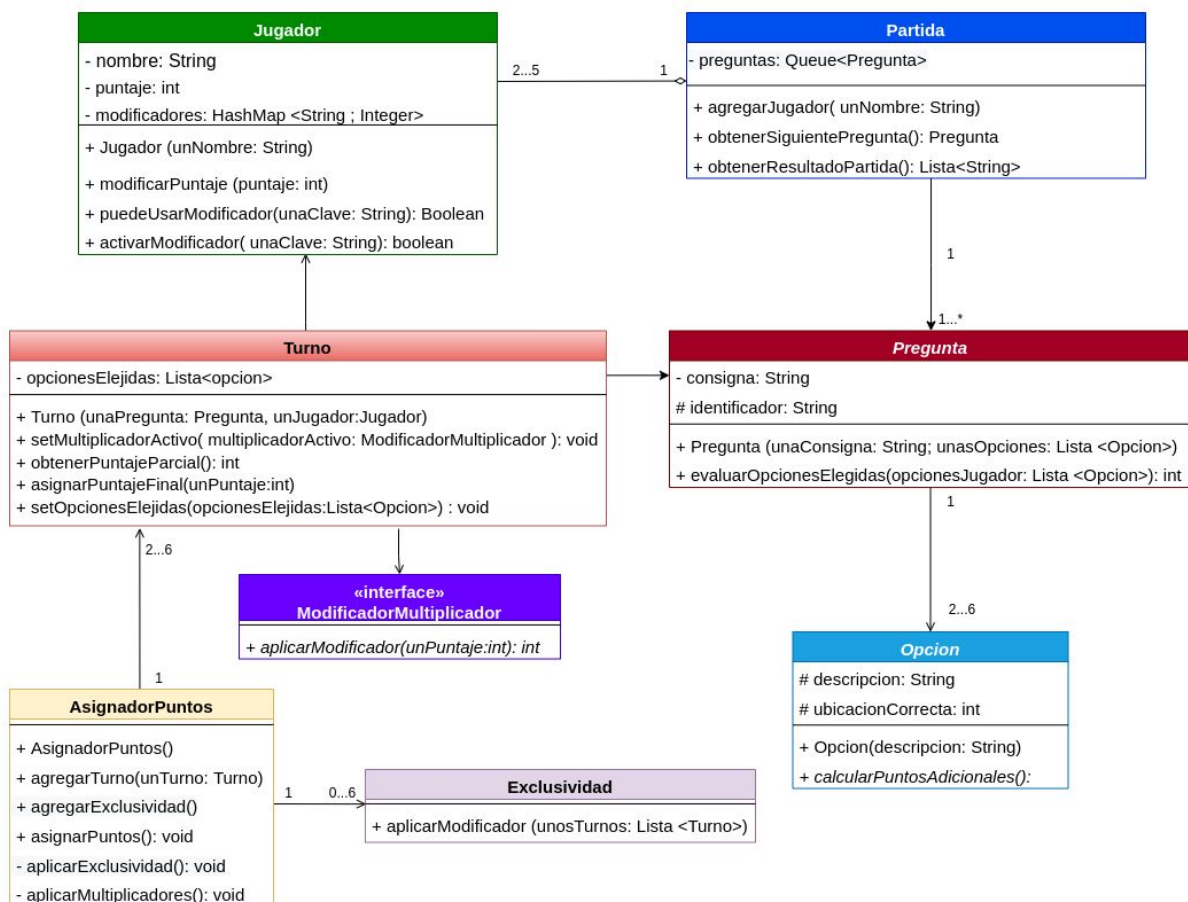 Jugador
- nombre: String
- puntaje: int
- modificadores: HashMap <String ; Integer>
+ Jugador (unNombre: String)
+ modificarPuntaje (puntaje: int)
+ puedeUsarModificador(unaClave: String): Boolean
+ activarModificador( unaClave: String): boolean
2...5
1
Partida
- preguntas: Queue<Pregunta>
+ agregarJugador( unNombre: String)
+ obtenerSiguientePregunta(): Pregunta
+ obtenerResultadoPartida(): Lista<String>
1
1...*
Turno
- opcionesElejidas: Lista<opcion>
+ Turno (unaPregunta: Pregunta, unJugador:Jugador)
+ setMultiplicadorActivo( multiplicadorActivo: ModificadorMultiplicador ): void
+ obtenerPuntajeParcial(): int
+ asignarPuntajeFinal(unPuntaje:int)
+ setOpcionesElejidas(opcionesElejidas:Lista<Opcion>) : void
Pregunta
- consigna: String
# identificador: String
+ Pregunta (unaConsigna: String; unasOpciones: Lista <Opcion>)
+ evaluarOpcionesElegidas(opcionesJugador: Lista <Opcion>): int
1
2...6
2...6
1
«interface»
ModificadorMultiplicador
+ aplicarModificador(unPuntaje:int): int
Opcion
# descripcion: String
# ubicacionCorrecta: int
+ Opcion(descripcion: String)
+ calcularPuntosAdicionales():
AsignadorPuntos
+ AsignadorPuntos()
+ agregarTurno(unTurno: Turno)
+ agregarExclusividad()
+ asignarPuntos(): void
- aplicarExclusividad(): void
- aplicarMultiplicadores(): void
1
0...6
Exclusividad
+ aplicarModificador (unosTurnos: Lista <Turno>)